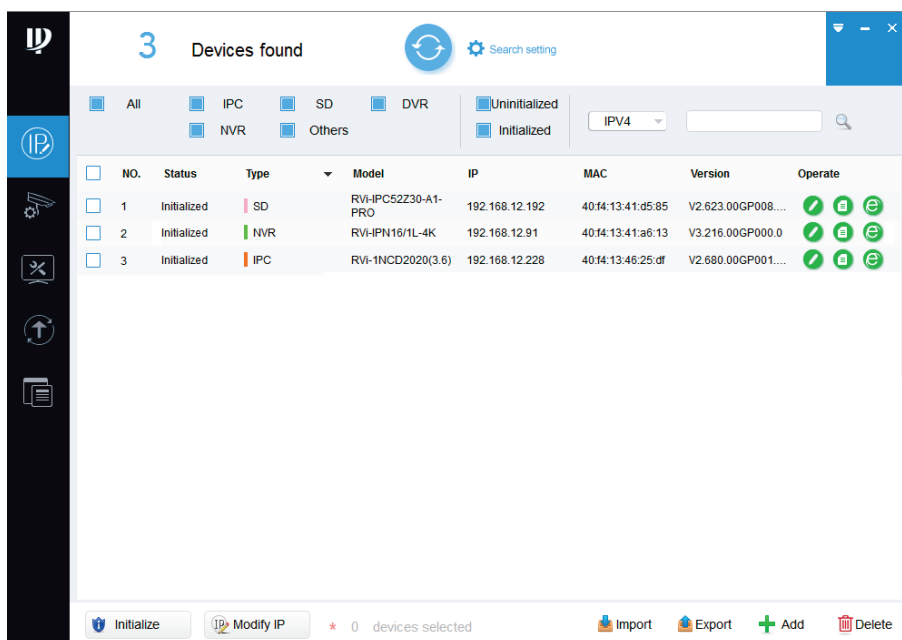 3 Devices found Search setting
All IPC SD DVR Uninitialized
NVR Others Initialized IPV4
NO. Status Type Model IP MAC Version Operate
1 Initialized SD RVi-IPC52Z30-A1-PRO 192.168.12.192 40:f4:13:41:d5:85 V2.623.00GP008....
2 Initialized NVR RVi-IPN16/1L-4K 192.168.12.91 40:f4:13:41:a6:13 V3.216.00GP000.0
3 Initialized IPC RVi-1NCD2020(3.6) 192.168.12.228 40:f4:13:46:25:df V2.680.00GP001....
Initialize Modify IP * 0 devices selected Import Export Add Delete